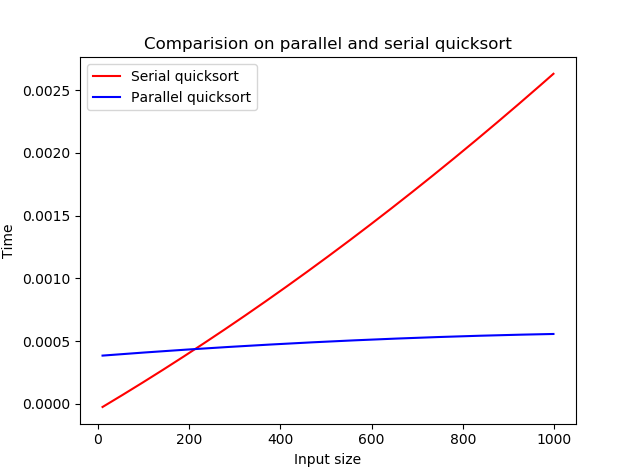 Comparision on parallel and serial quicksort
Serial quicksort
Parallel quicksort
0.0025
0.0020
0.0015
0.0010
0.0005
0.0000
Time
0 200 400 600 800 1000
Input size